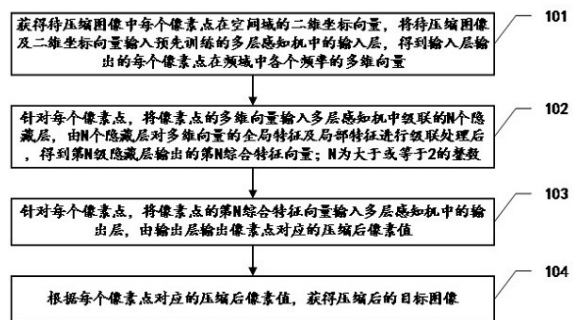 获得待压缩图像中每个像素点在空间域的二维坐标向量，将待压缩图像
及二维坐标向量输入预先训练的多层感知机中的输入层，得到输入层输
出的每个像素点在频域中各个频率的多维向量
101
针对每个像素点，将像素点的多维向量输入多层感知机中级联的N个隐
藏层，由N个隐藏层对多维向量的全局特征及局部特征进行级联处理后
，得到第N级隐藏层输出的第N综合特征向量；N为大于或等于2的整数
102
针对每个像素点，将像素点的第N综合特征向量输入多层感知机中的输
出层，由输出层输出像素点对应的压缩后像素值
103
根据每个像素点对应的压缩后像素值，获得压缩后的目标图像
104